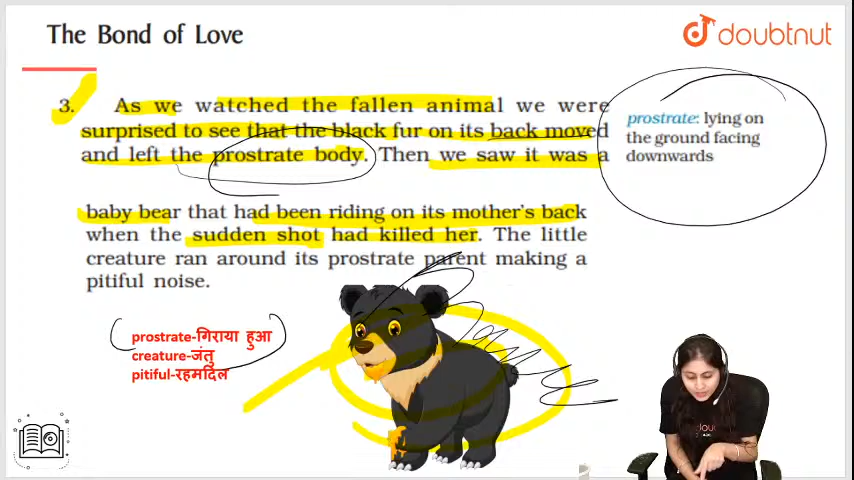 The Bond of Love
doubtnut
3. As we watched the fallen animal we were
surprised to see that the black fur on its back moved
and left the prostrate body. Then we saw it was a
baby bear that had been riding on its mother's back
when the sudden shot had killed her. The little
creature ran around its prostrate parent making a
pitiful noise.
prostrate: lying on
the ground facing
downwards
prostrate-गिराया हुआ
creature-जंतु
pitiful-रहमदिल